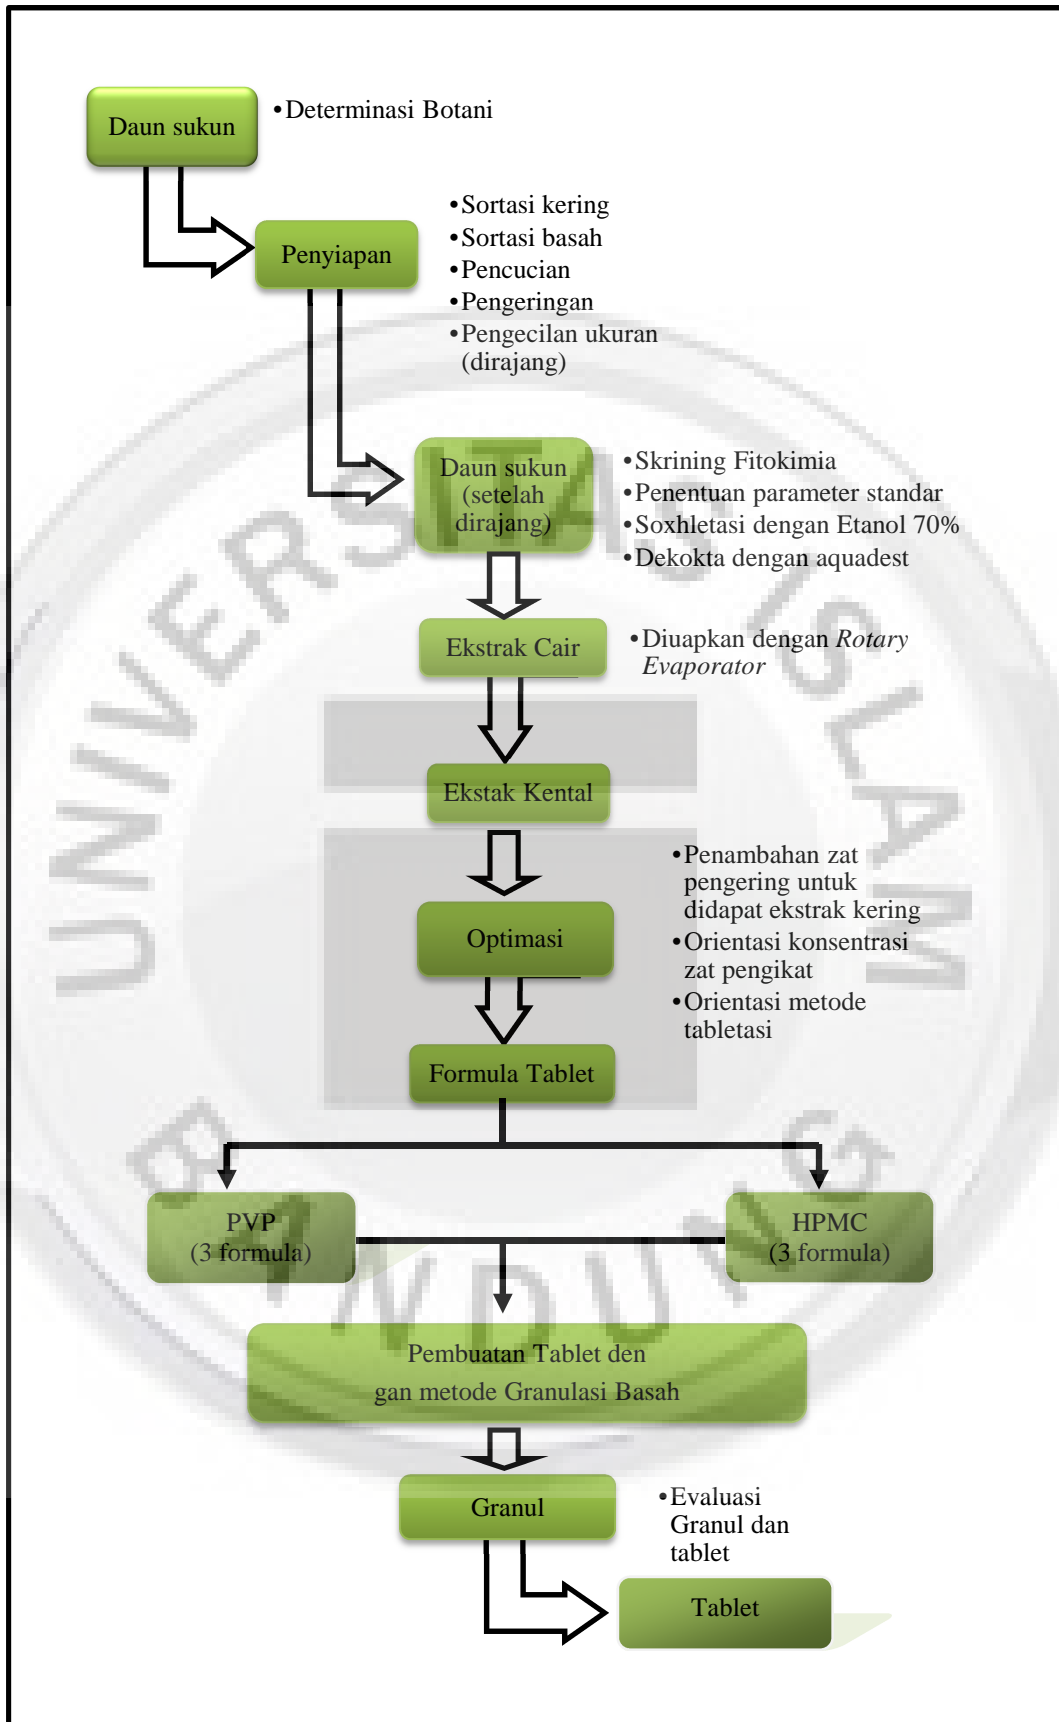 Daun sukun
•Determinasi Botani
Penyiapan
•Sortasi kering
•Sortasi basah
•Pencucian
•Pengeringan
•Pengecilan ukuran
(dirajang)
Daun sukun
(setelah
dirajang)
•Skrining Fitokimia
•Penentuan parameter standar
•Soxhletasi dengan Etanol 70%
•Dekokta dengan aquadest
Ekstrak Cair
•Diuapkan dengan Rotary
Evaporator
Ekstak Kental
•Penambahan zat
pengering untuk
didapat ekstrak kering
•Orientasi konsentrasi
zat pengikat
•Orientasi metode
tabletasi
Optimasi
Formula Tablet
PVP
(3 formula)
HPMC
(3 formula)
Pembuatan Tablet den
gan metode Granulasi Basah
Granul
•Evaluasi
Granul dan
tablet
Tablet
UNIVERSITAS ISLAM
BANDUNG